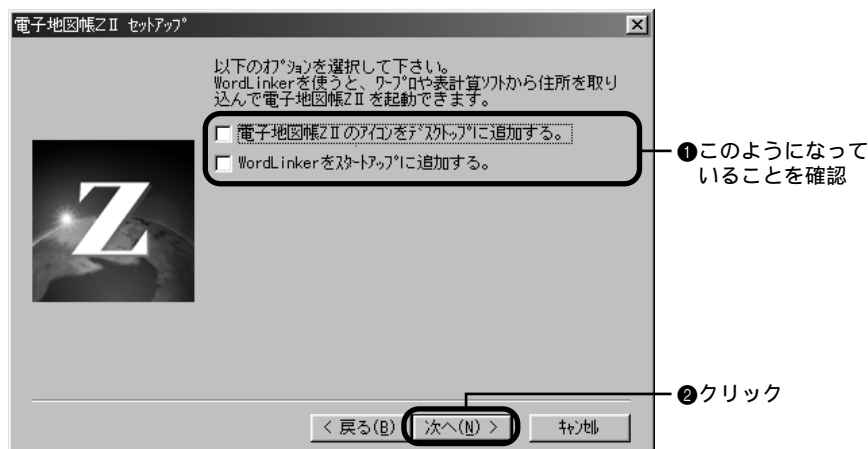 電子地図帳ZⅡ ｾｯﾄｱｯﾌﾟ
以下のｵﾌﾟｼｮﾝを選択して下さい。
WordLinkerを使うと、ﾜｰﾌﾟﾛや表計算ｿﾌﾄから住所を取り
込んで電子地図帳ZⅡを起動できます。
電子地図帳ZⅡのｱｲｺﾝをﾃﾞｽｸﾄｯﾌﾟに追加する。
WordLinkerをｽﾀｰﾄｱｯﾌﾟに追加する。
❶このようになって
いることを確認
Z
❷クリック
< 戻る(B)
次へ(N) >
ｷｬﾝｾﾙ